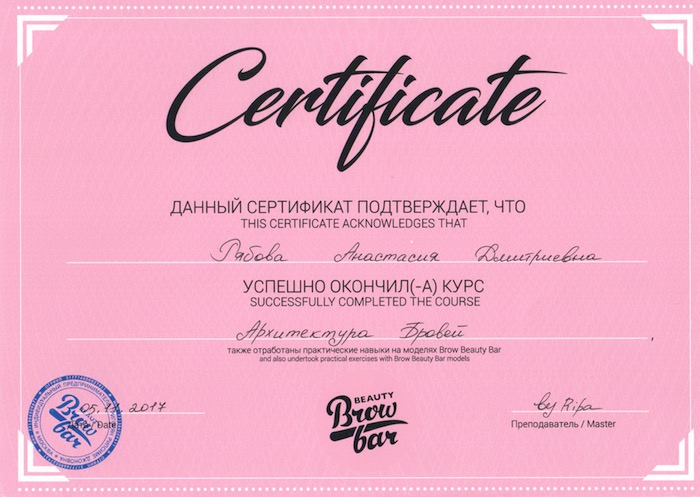 Certificate
ДАННЫЙ СЕРТИФИКАТ ПОДТВЕРЖДАЕТ, ЧТО
THIS CERTIFICATE ACKNOWLEDGES THAT
Рябова Анастасия Дмитриевна
УСПЕШНО ОКОНЧИЛ(-А) КУРС
SUCCESSFULLY COMPLETED THE COURSE
Архитектура Бровей
также отработаны практические навыки на моделях Brow Beauty Bar
and also undertook practical exercises with Brow Beauty Bar models
05.11.2017
Дата / Date
Brow
bar
ИНДИВИДУАЛЬНЫЙ ПРЕДПРИНИМАТЕЛЬ
BEAUTY
Brow
bar
by Ripa
Преподаватель / Master